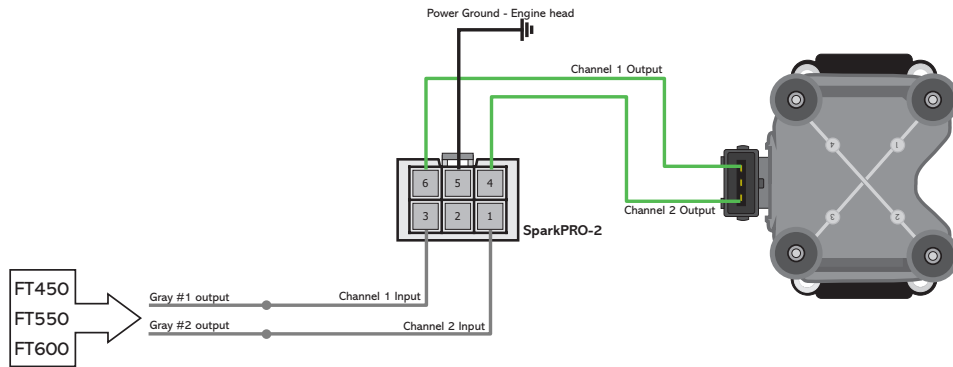 Power Ground - Engine head
Channel 1 Output
4
1
6
5
4
3
2
1
Channel 2 Output
3
2
SparkPRO-2
FT450
FT550
FT600
Gray #1 output
Channel 1 Input
Gray #2 output
Channel 2 Input